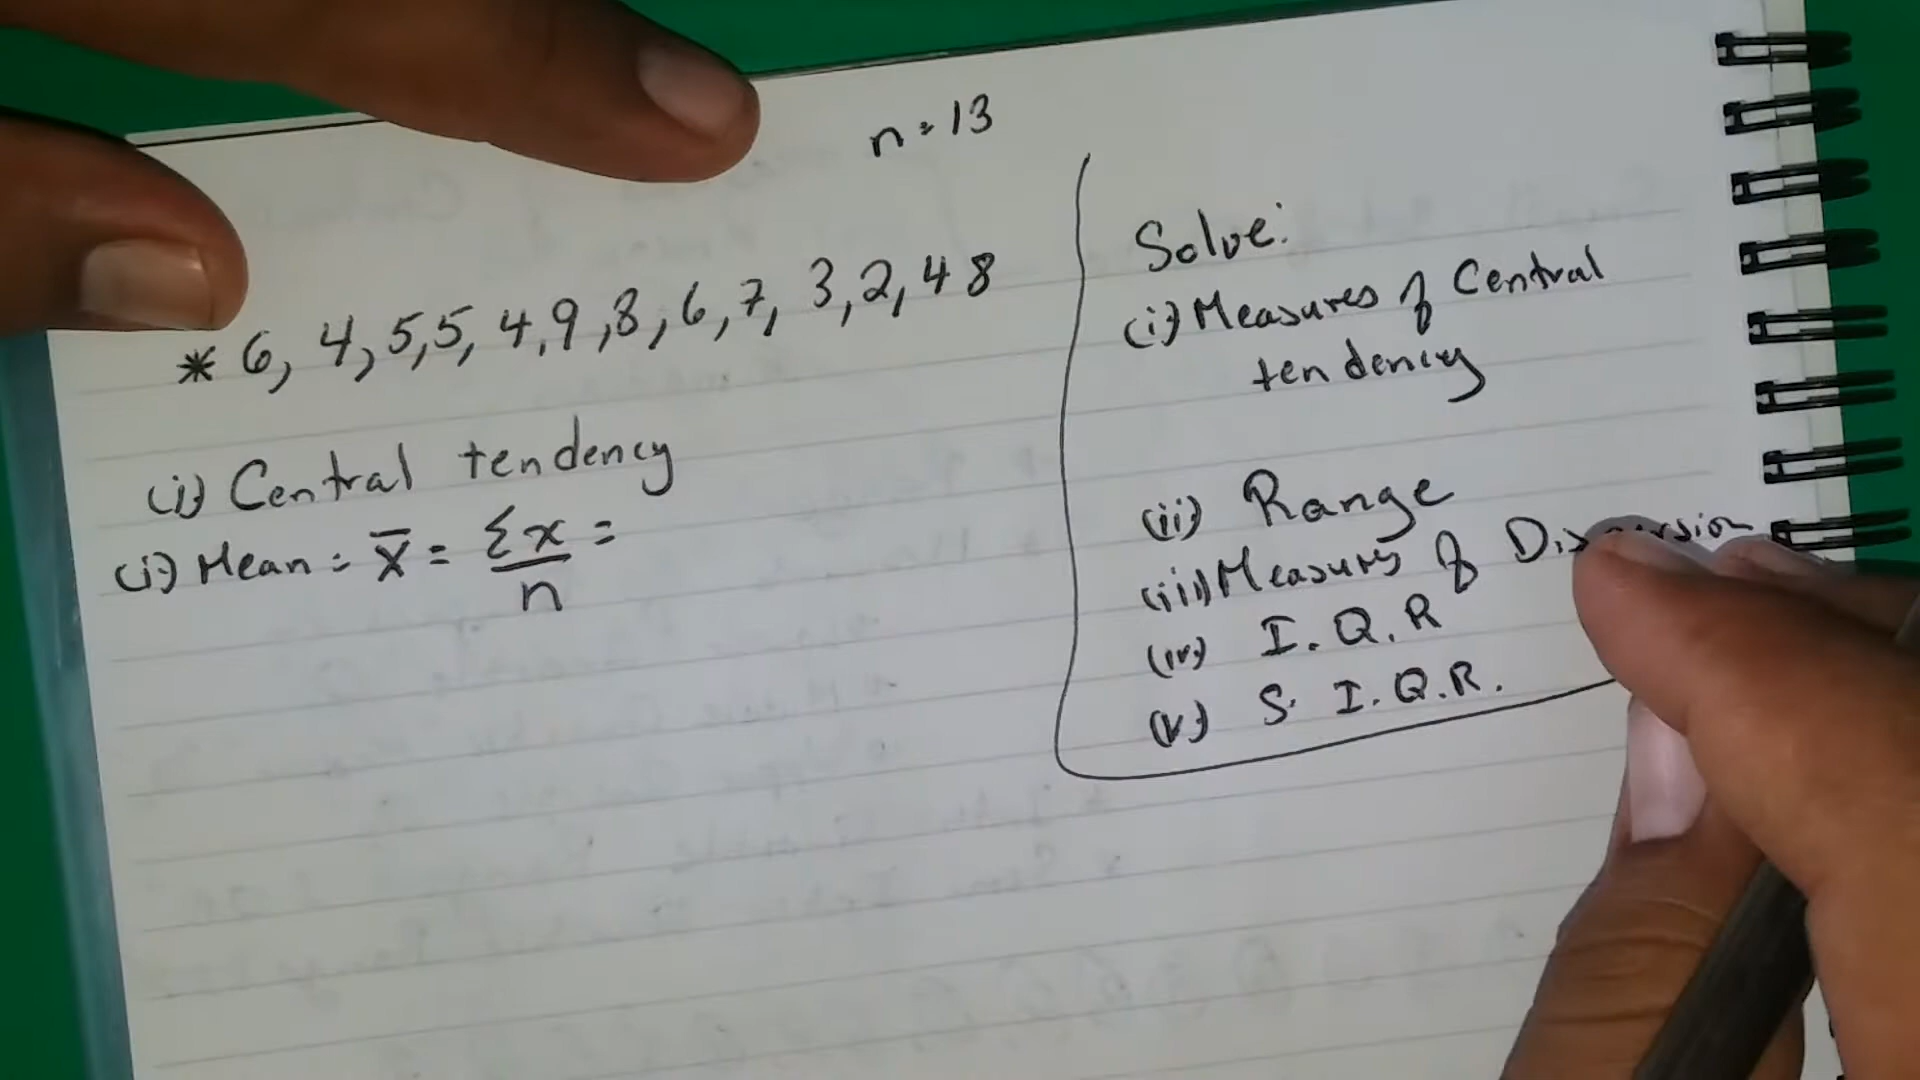 n = 13
* 6, 4, 5, 5, 4, 9, 8, 6, 7, 3, 2, 4 8
(i) Central tendency
(i) Mean = x̄ = Σx/n =
Solve:
(i) Measures of Central
tendency
(ii) Range
(iii) Measures of Dispersion
(iv) I.Q.R
(v) S. I.Q.R.